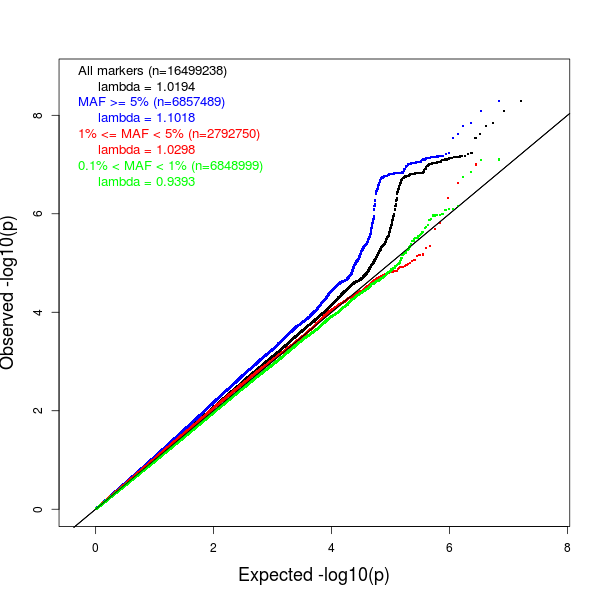 All markers (n=16499238)
lambda = 1.0194
MAF >= 5% (n=6857489)
lambda = 1.1018
1% <= MAF < 5% (n=2792750)
lambda = 1.0298
0.1% < MAF < 1% (n=6848999)
lambda = 0.9393
8
6
4
2
0
Observed -log10(p)
0 2 4 6 8
Expected -log10(p)